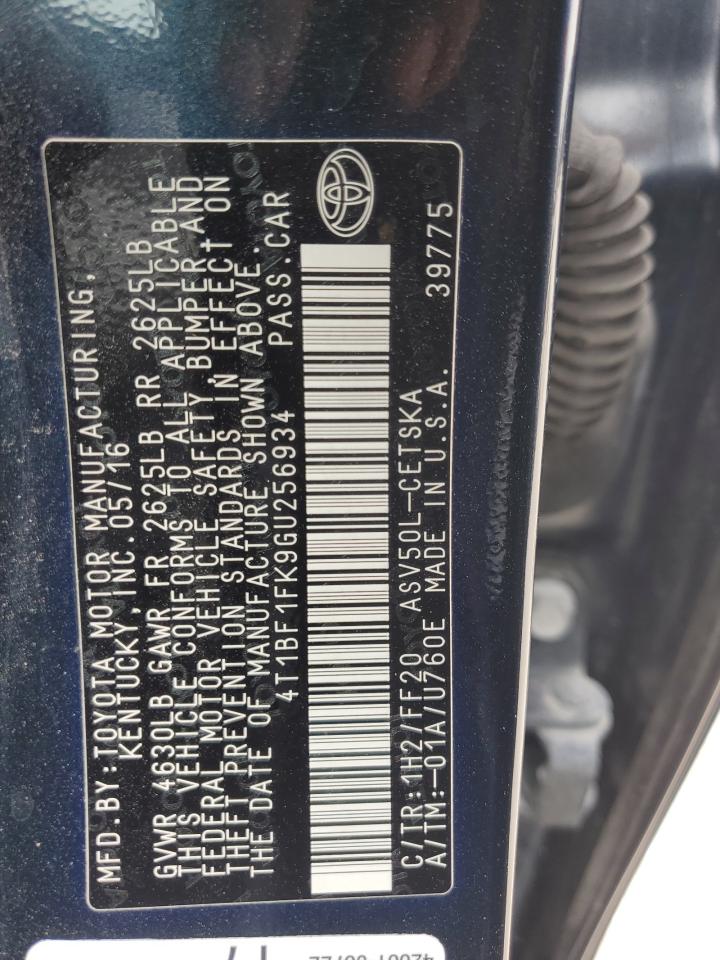 MFD.BY:TOYOTA MOTOR MANUFACTURING,
KENTUCKY, INC.05/16
GVWR 4630LB GAWR FR 2625LB RR 2625LB
THIS VEHICLE CONFORMS TO ALL APPLICABLE
FEDERAL MOTOR VEHICLE SAFETY, BUMPER AND
THEFT PREVENTION STANDARDS IN EFFECT ON
THE DATE OF MANUFACTURE SHOWN ABOVE.
4T1BF1FK9GU256934 PASS.CAR
C/TR:1H2/FF20 ASV50L-CETSKA
A/TM:-01A/U760E MADE IN U.S.A. 39775